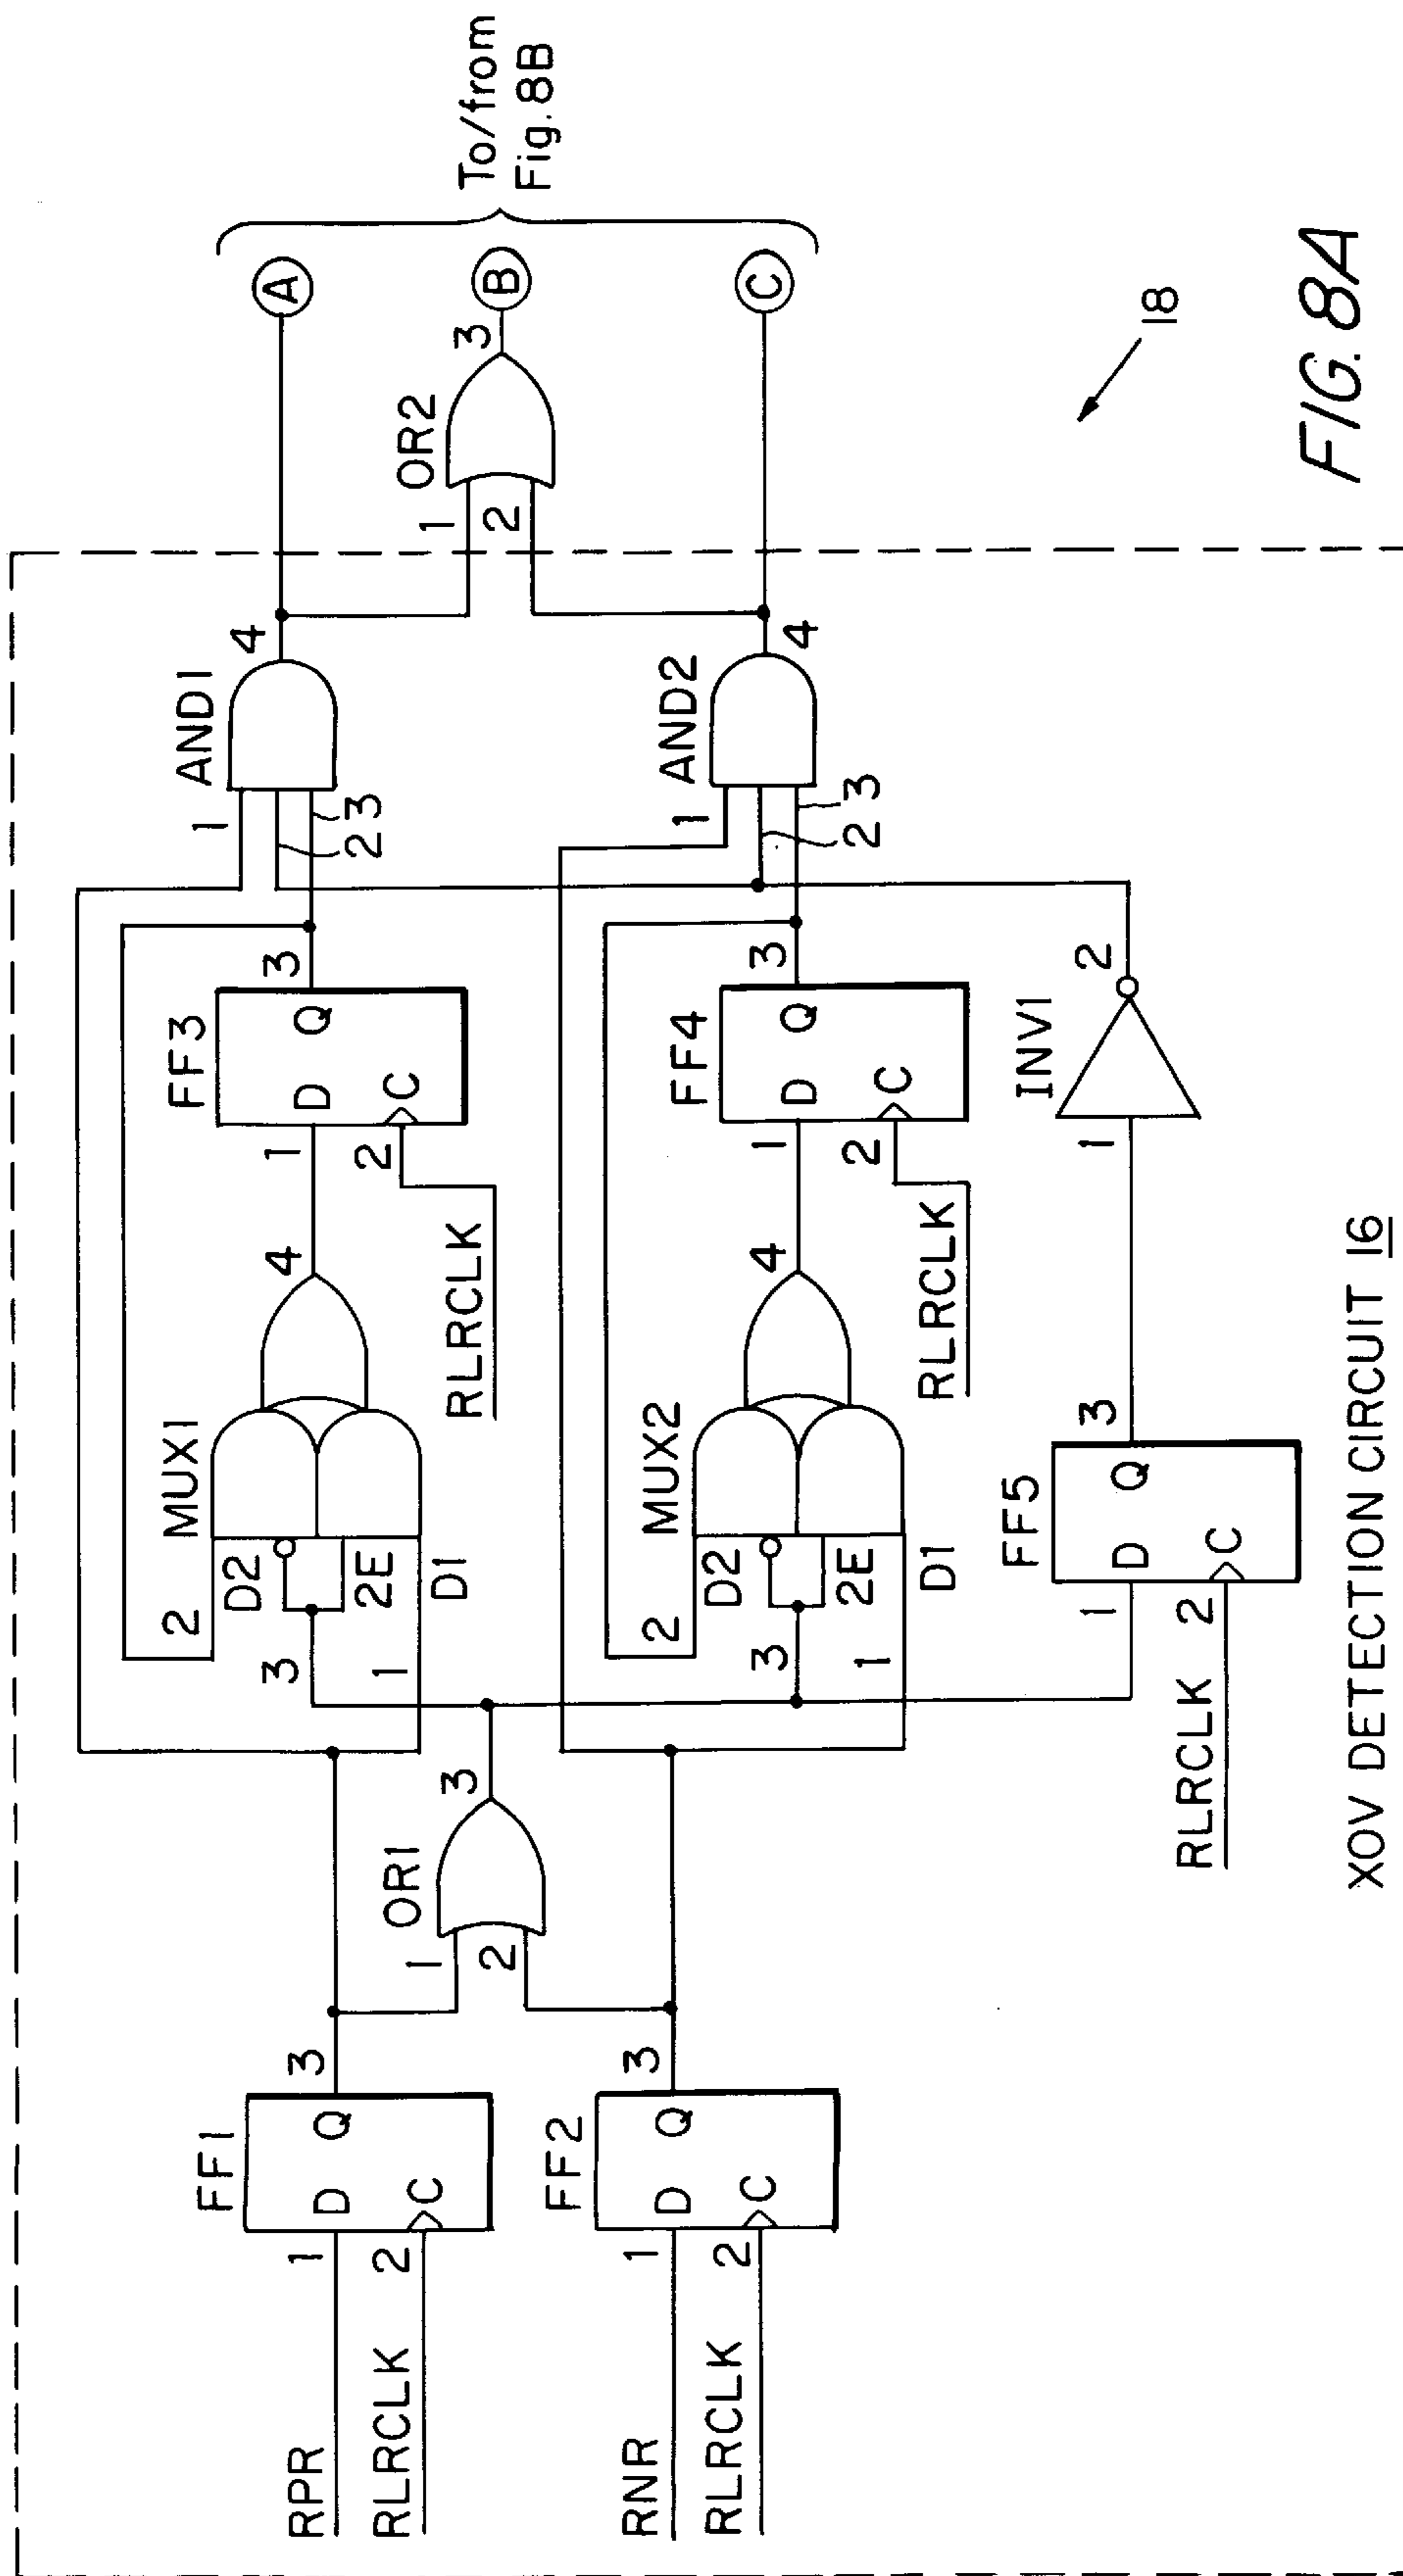 RPR
RLRCLK
1
2
FF1
D
Q
C
3
RNR
RLRCLK
1
2
FF2
D
Q
C
3
OR1
1
2
3
MUX1
2
D2
3
2E
1
D1
4
RLRCLK
FF3
1
2
D
Q
C
3
AND1
1
2
3
4
MUX2
2
D2
3
2E
1
D1
4
RLRCLK
FF4
1
2
D
Q
C
3
AND2
1
2
3
4
RLRCLK
FF5
1
2
D
Q
C
3
INV1
1
2
OR2
1
2
3
A
B
C
To/from
Fig. 8B
18
XOV DETECTION CIRCUIT 16
FIG. 8A